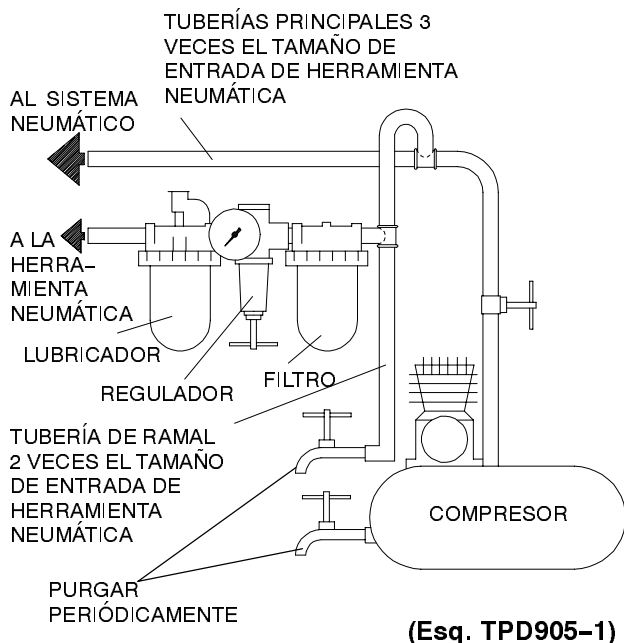 TUBERÍAS PRINCIPALES 3
VECES EL TAMAÑO DE
ENTRADA DE HERRAMIENTA
NEUMÁTICA
AL SISTEMA
NEUMÁTICO
A LA
HERRA–
MIENTA
NEUMÁTICA
LUBRICADOR
REGULADOR
FILTRO
TUBERÍA DE RAMAL
2 VECES EL TAMAÑO
DE ENTRADA DE
HERRAMIENTA
NEUMÁTICA
COMPRESOR
PURGAR
PERIÓDICAMENTE
(Esq. TPD905–1)